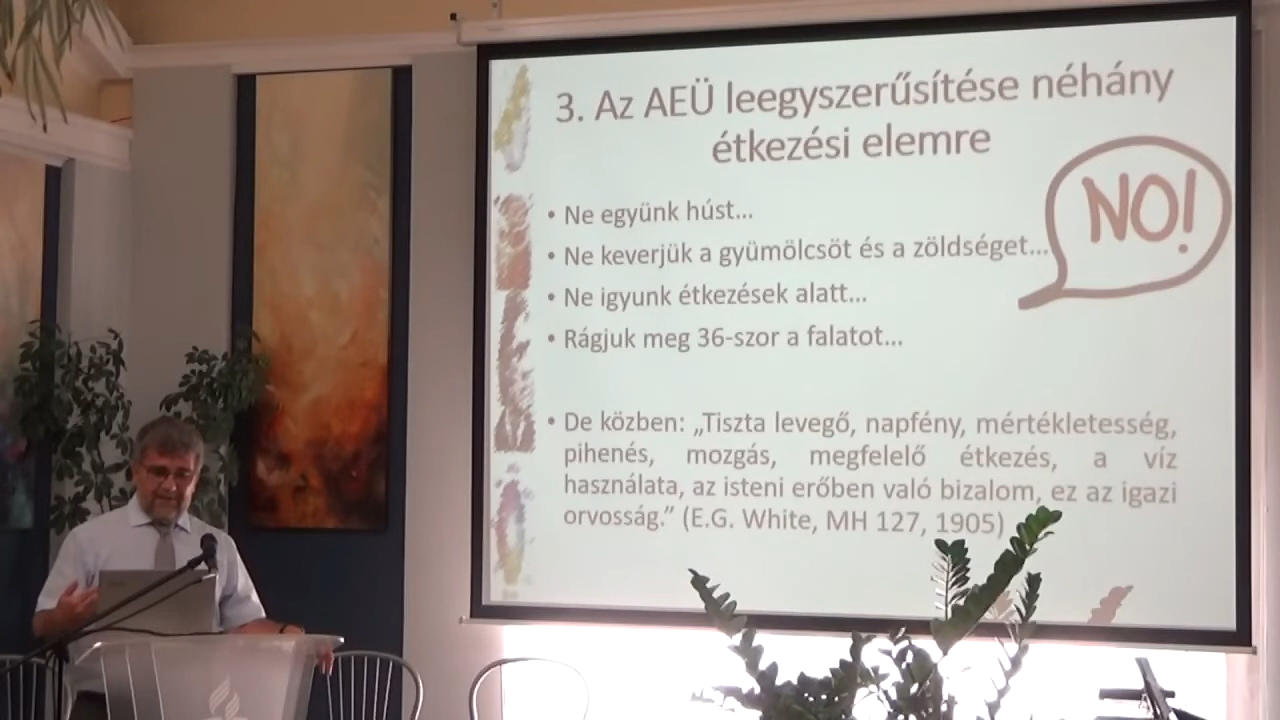 3. Az AEÜ leegyszerűsítése néhány
étkezési elemre
NO!
• Ne együnk húst...
• Ne keverjük a gyümölcsöt és a zöldséget...
• Ne igyunk étkezések alatt...
• Rágjuk meg 36-szor a falatot...
• De közben: „Tiszta levegő, napfény, mértékletesség,
pihenés, mozgás, megfelelő étkezés, a víz
használata, az isteni erőben való bizalom, ez az igazi
orvosság.” (E.G. White, MH 127, 1905)